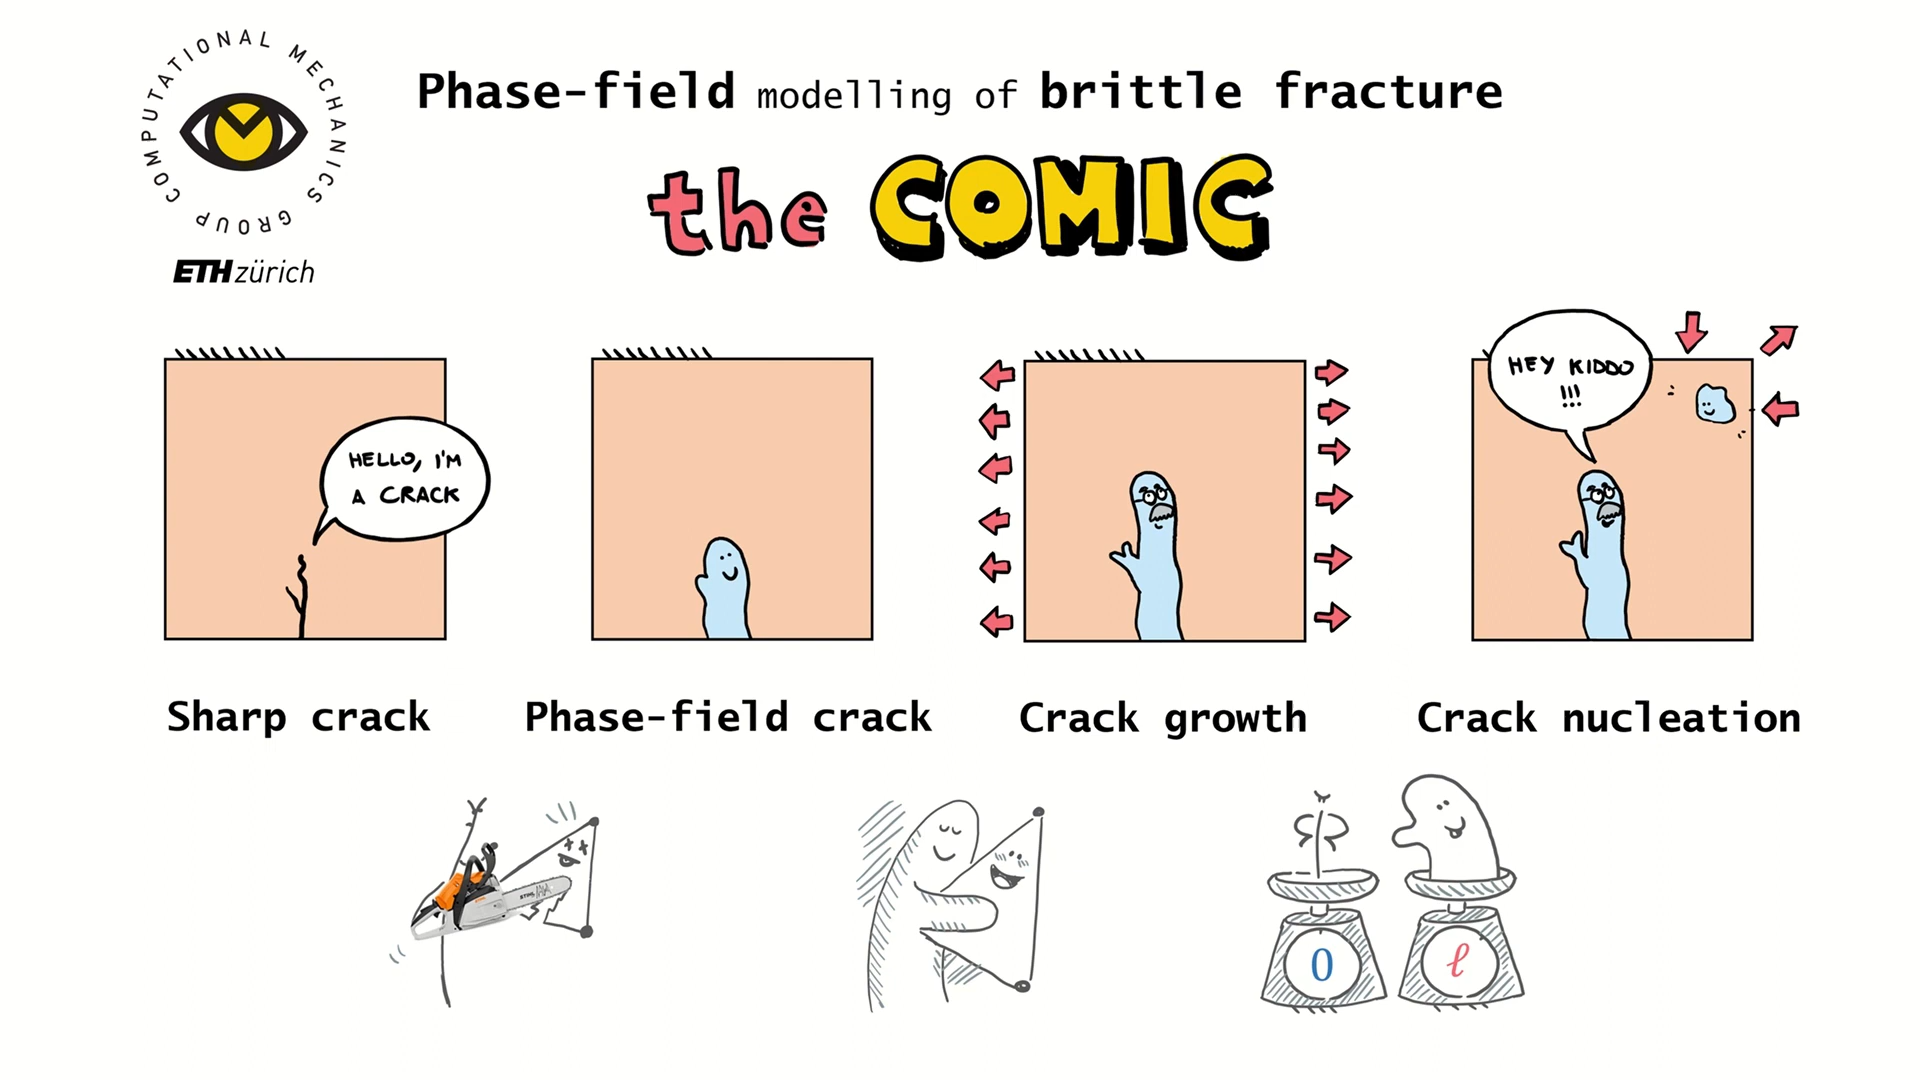 COMPUTATIONAL MECHANICS GROUP
ETH zürich
Phase-field modelling of brittle fracture
the COMIC
HELLO, I'M
A CRACK
HEY KIDDO
!!!
Sharp crack
Phase-field crack
Crack growth
Crack nucleation
STIHL
0
ℓ